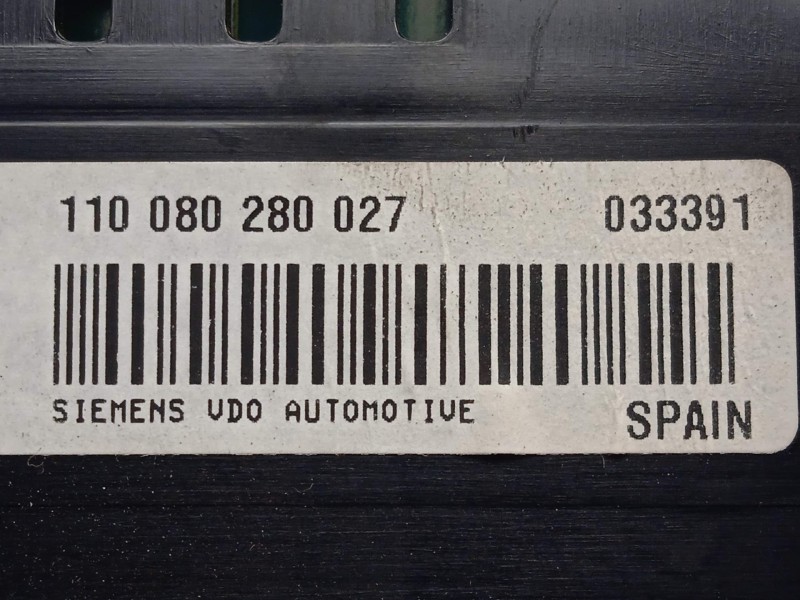 110 080 280 027 033391
SIEMENS VDO AUTOMOTIVE SPAIN